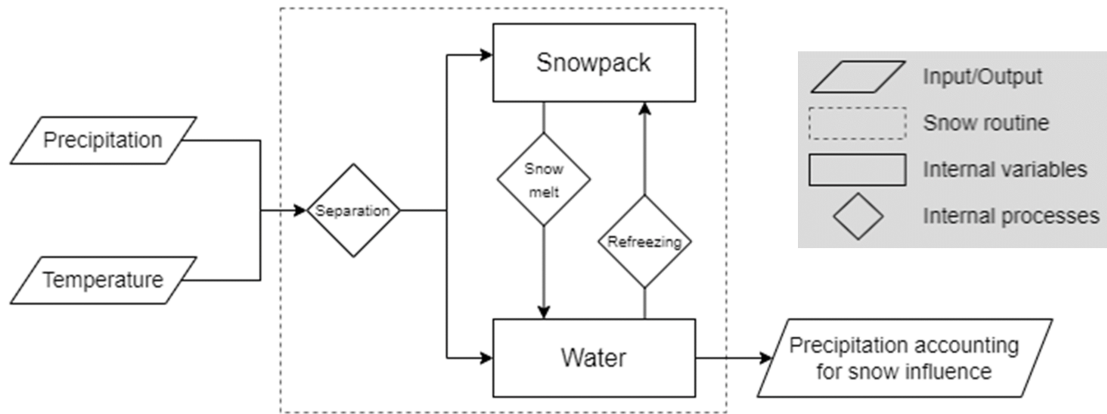 Snowpack
Input/Output
Snow routine
Internal variables
Internal processes
Precipitation
Snow
melt
Separation
Refreezing
Temperature
Water
Precipitation accounting
for snow influence